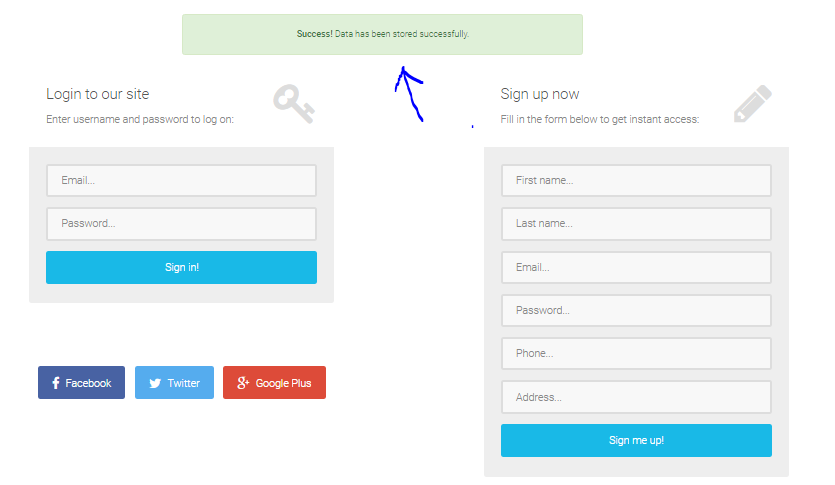 Success! Data has been stored successfully.
Login to our site
Enter username and password to log on:
Email...
Password...
Sign in!
Facebook
Twitter
Google Plus
Sign up now
Fill in the form below to get instant access:
First name...
Last name...
Email...
Password...
Phone...
Address...
Sign me up!